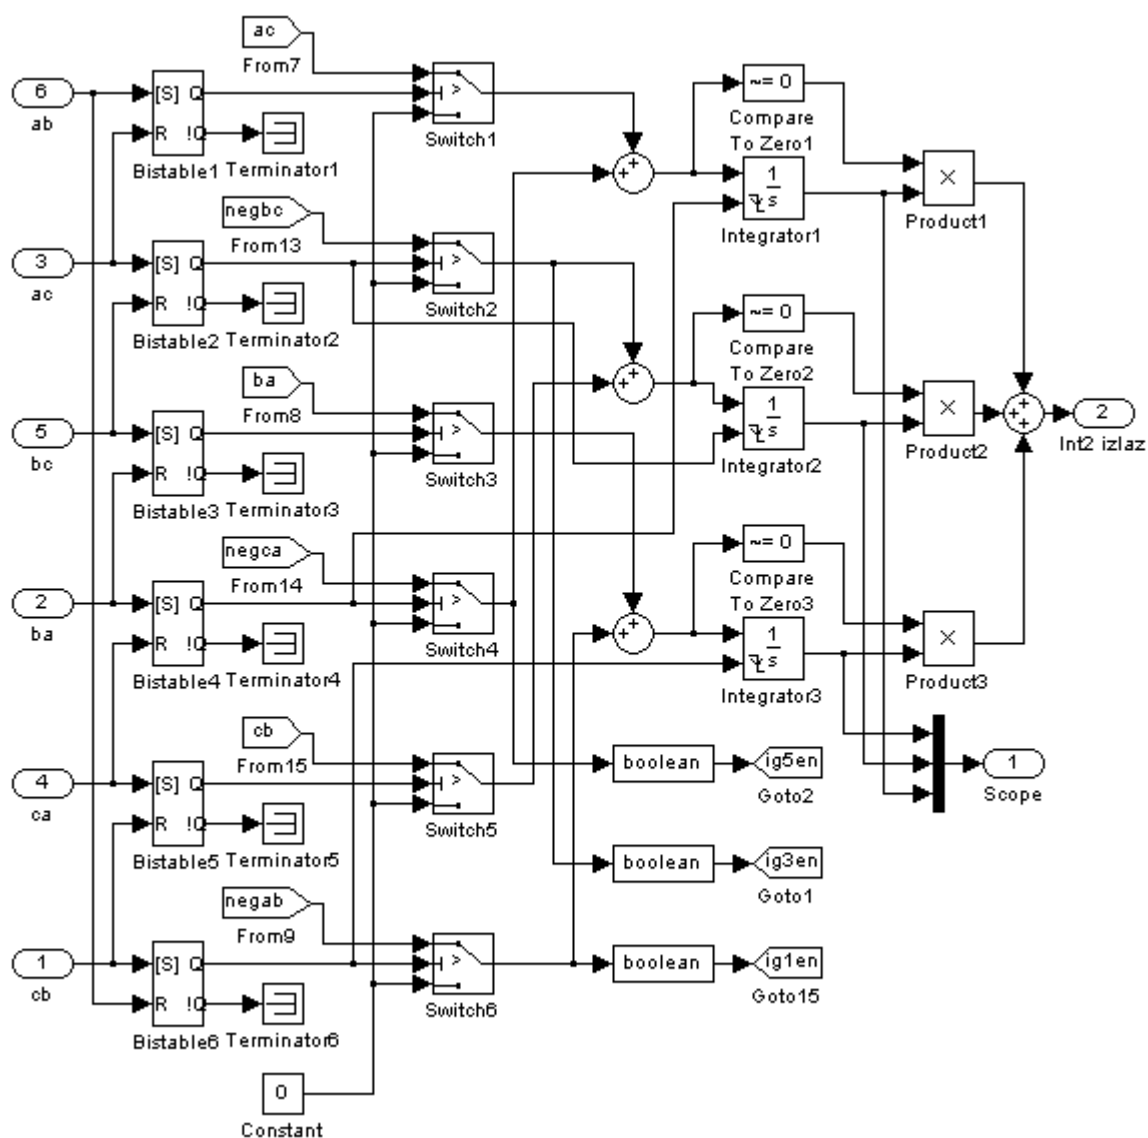 ac
From7
6
ab
[S] Q
R !Q
Bistable1
Terminator1
>
Switch1
~= 0
Compare
To Zero1
1
s
Integrator1
×
Product1
+
+
negbc
From13
3
ac
[S] Q
R !Q
Bistable2
Terminator2
>
Switch2
~= 0
Compare
To Zero2
1
s
Integrator2
×
Product2
+
+
+
+
+
2
Int2 izlaz
ba
From8
5
bc
[S] Q
R !Q
Bistable3
Terminator3
>
Switch3
negca
From14
2
ba
[S] Q
R !Q
Bistable4
Terminator4
>
Switch4
~= 0
Compare
To Zero3
1
s
Integrator3
×
Product3
+
+
cb
From15
4
ca
[S] Q
R !Q
Bistable5
Terminator5
>
Switch5
boolean
ig5en
Goto2
1
Scope
boolean
ig3en
Goto1
negab
From9
1
cb
[S] Q
R !Q
Bistable6
Terminator6
>
Switch6
boolean
ig1en
Goto15
0
Constant